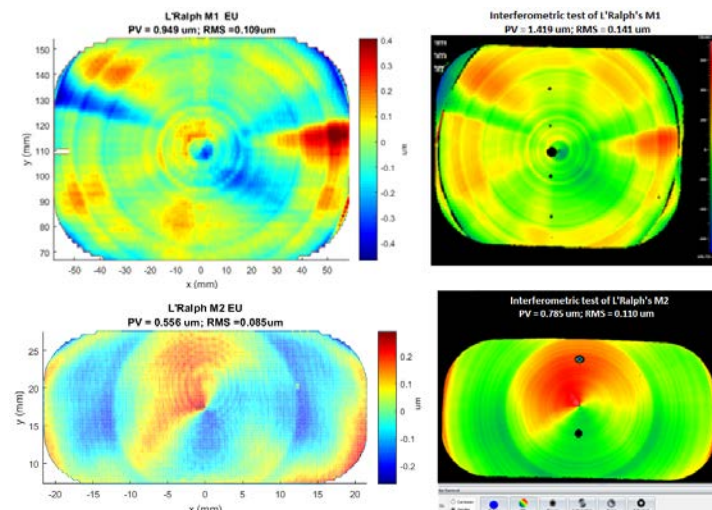 L'Ralph M1 EU
PV = 0.949 um; RMS =0.109um
154
150
140
130
120
110
100
90
80
70
y (mm)
-50 -40 -30 -20 -10 0 10 20 30 40 50
x (mm)
0.4
0.3
0.2
0.1
0
-0.1
-0.2
-0.3
-0.4
um
Interferometric test of L'Ralph's M1
PV = 1.419 um; RMS = 0.141 um
L'Ralph M2 EU
PV = 0.556 um; RMS =0.085um
25
20
15
10
y (mm)
-20 -15 -10 -5 0 5 10 15 20
x (mm)
0.2
0.1
0
-0.1
-0.2
um
Interferometric test of L'Ralph's M2
PV = 0.785 um; RMS = 0.110 um